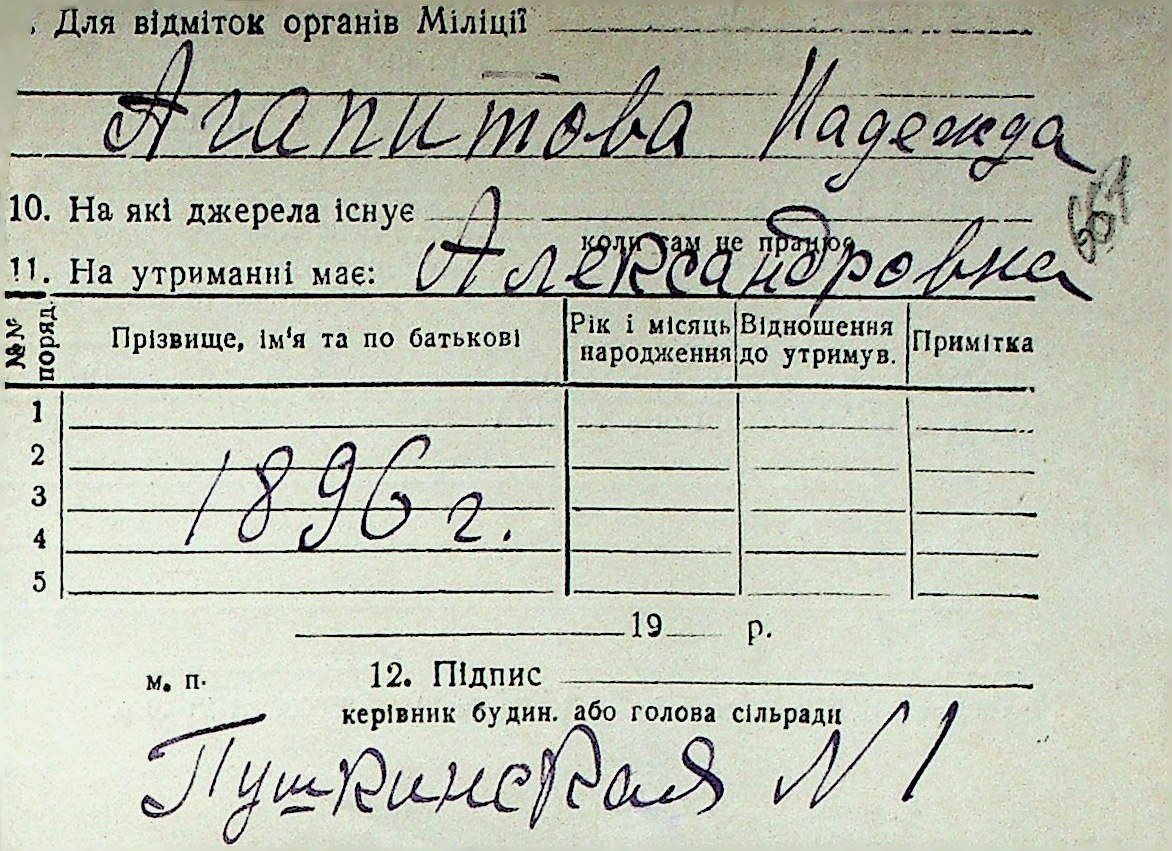 Для відміток органів Міліції
Агапитова Надежда
10. На які джерела існує
коли сам не працює
Александровна
11. На утриманні має:
№№ поряд. Прізвище, ім'я та по батькові Рік і місяць народження Відношення до утримув. Примітка
1
2
3
4
5
1896 г.
19 р.
м. п. 12. Підпис
керівник будин. або голова сільради
Пушкинская N 1